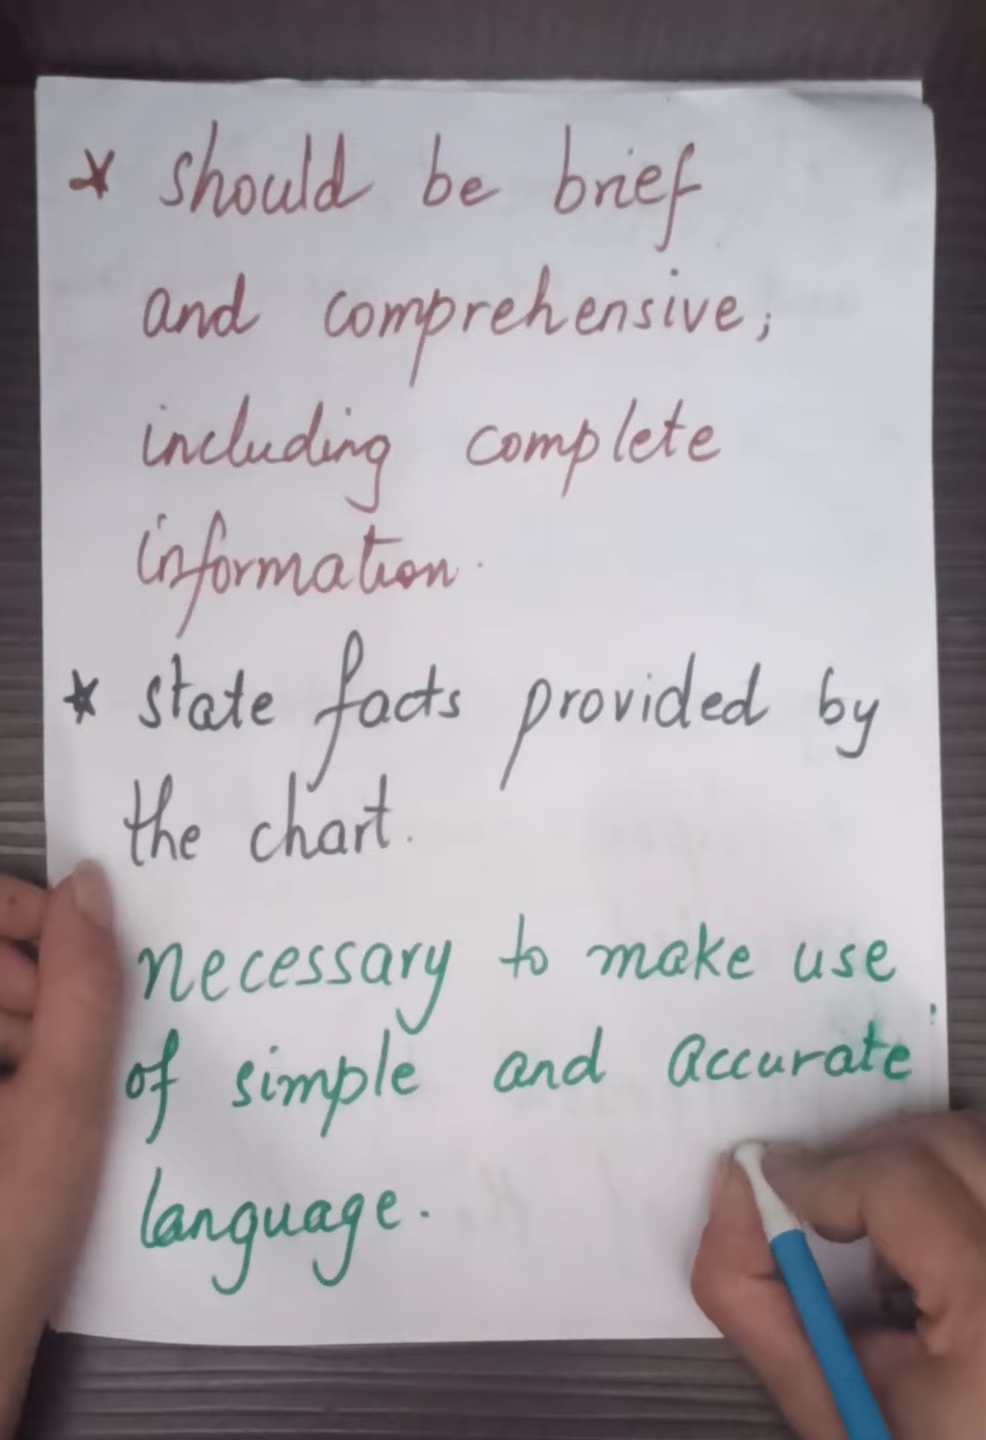 * should be brief
and comprehensive;
including complete
information.
* state facts provided by
the chart.
necessary to make use
of simple and accurate
language.